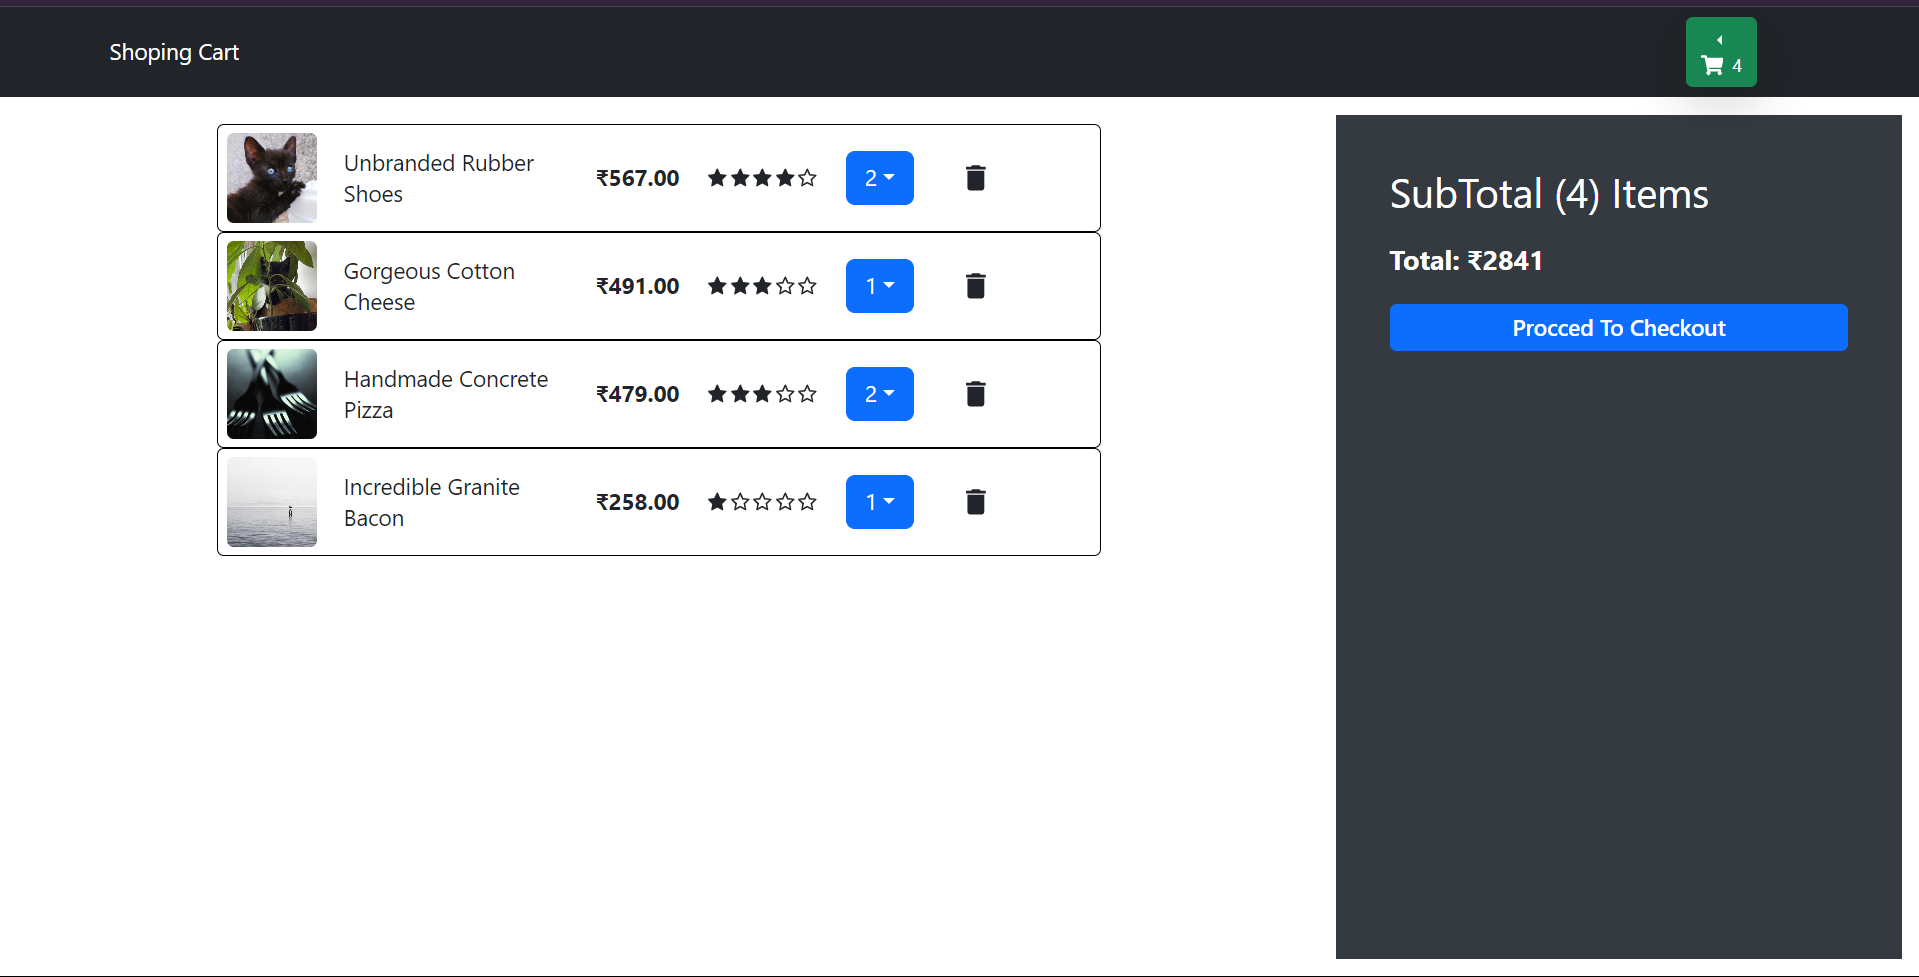 Shoping Cart
4
Unbranded Rubber
Shoes
₹567.00
2
Gorgeous Cotton
Cheese
₹491.00
1
Handmade Concrete
Pizza
₹479.00
2
Incredible Granite
Bacon
₹258.00
1
SubTotal (4) Items
Total: ₹2841
Procced To Checkout